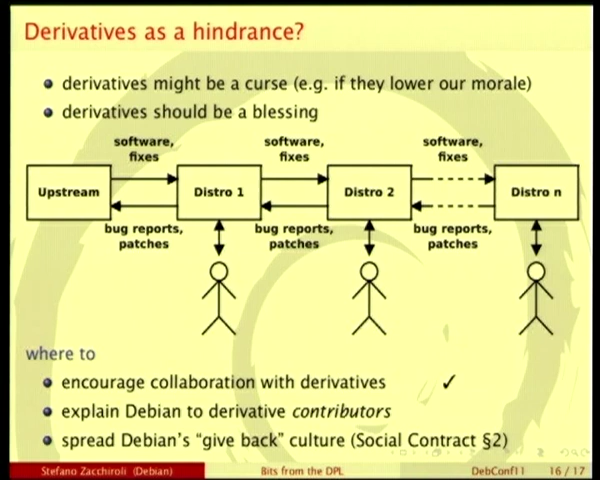 Derivatives as a hindrance?
derivatives might be a curse (e.g. if they lower our morale)
derivatives should be a blessing
software, fixes
software, fixes
software, fixes
Upstream
Distro 1
Distro 2
Distro n
bug reports, patches
bug reports, patches
bug reports, patches
where to
encourage collaboration with derivatives ✓
explain Debian to derivative contributors
spread Debian's “give back” culture (Social Contract §2)
Stefano Zacchiroli (Debian) Bits from the DPL DebConf11 16 / 17